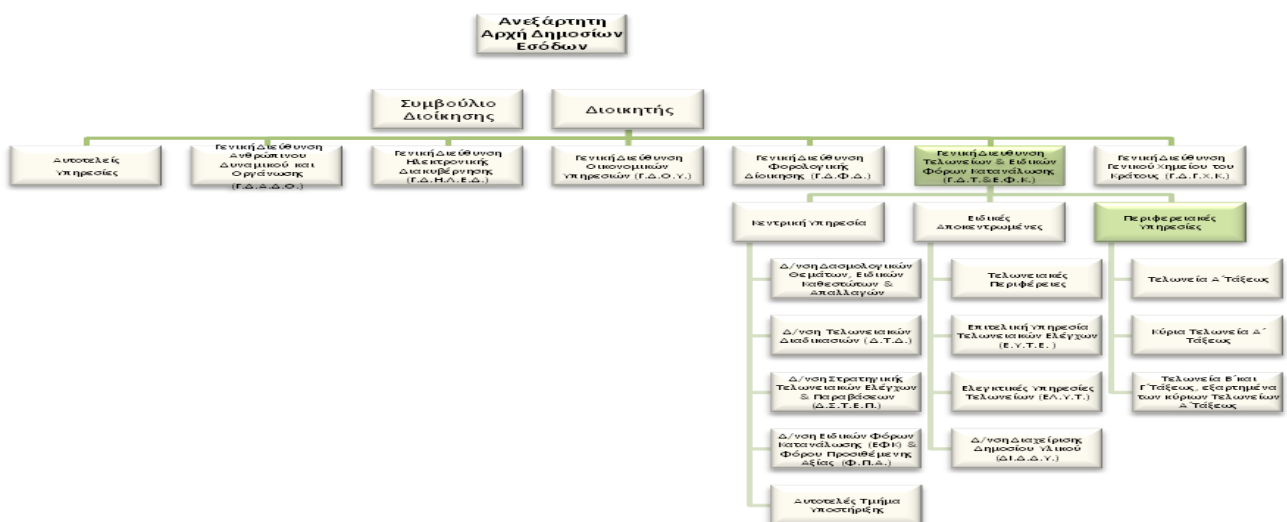 Ανεξάρτητη
Αρχή Δημοσίων
Εσόδων
Συμβούλιο
Διοίκησης
Διοικητής
Αυτοτελείς
Υπηρεσίες
Γενική Διεύθυνση
Ανθρώπινου
Δυναμικού και
Οργάνωσης
(Γ.Δ.Α.Δ.Ο.)
Γενική Διεύθυνση
Ηλεκτρονικής
Διακυβέρνησης
(Γ.Δ.Η.Λ.Ε.Δ.)
Γενική Διεύθυνση
Οικονομικών
Υπηρεσιών (Γ.Δ.Ο.Υ.)
Γενική Διεύθυνση
Φορολογικής
Διοίκησης (Γ.Δ.Φ.Δ.)
Γενική Διεύθυνση
Τελωνείων & Ειδικών
Φόρων Κατανάλωσης
(Γ.Δ.Τ.&Ε.Φ.Κ.)
Γενική Διεύθυνση
Γενικού Χημείου του
Κράτους (Γ.Δ.Γ.Χ.Κ.)
Κεντρική Υπηρεσία
Δ/νση Δασμολογικών
Θεμάτων, Ειδικών
Καθεστώτων &
Απαλλαγών
Δ/νση Τελωνειακών
Διαδικασιών (Δ.Τ.Δ.)
Δ/νση Στρατηγικής
Τελωνειακών Ελέγχων
& Παραβάσεων
(Δ.Σ.Τ.Ε.Π.)
Δ/νση Ειδικών Φόρων
Κατανάλωσης (ΕΦΚ) &
Φόρου Προστιθέμενης
Αξίας (Φ.Π.Α.)
Αυτοτελές Τμήμα
Υποστήριξης
Ειδικές
Αποκεντρωμένες
Τελωνειακές
Περιφέρειες
Επιτελική Υπηρεσία
Τελωνειακών Ελέγχων
(Ε.Υ.Τ.Ε.)
Ελεγκτικές Υπηρεσίες
Τελωνείων (ΕΛ.Υ.Τ.)
Δ/νση Διαχείρισης
Δημοσίου Υλικού
(ΔΙ.Δ.Δ.Υ.)
Περιφερειακές
Υπηρεσίες
Τελωνεία Α΄Τάξεως
Κύρια Τελωνεία Α΄
Τάξεως
Τελωνεία Β΄και
Γ΄Τάξεως, εξαρτημένα
των κύριων Τελωνείων
Α΄Τάξεως